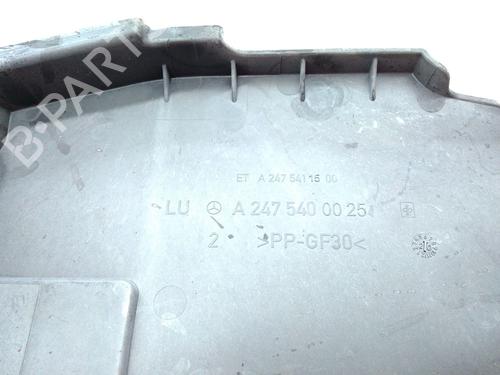 B-PARTS
ET A 247 541 16 00
LU A 247 540 00 25
2 >PP-GF30<